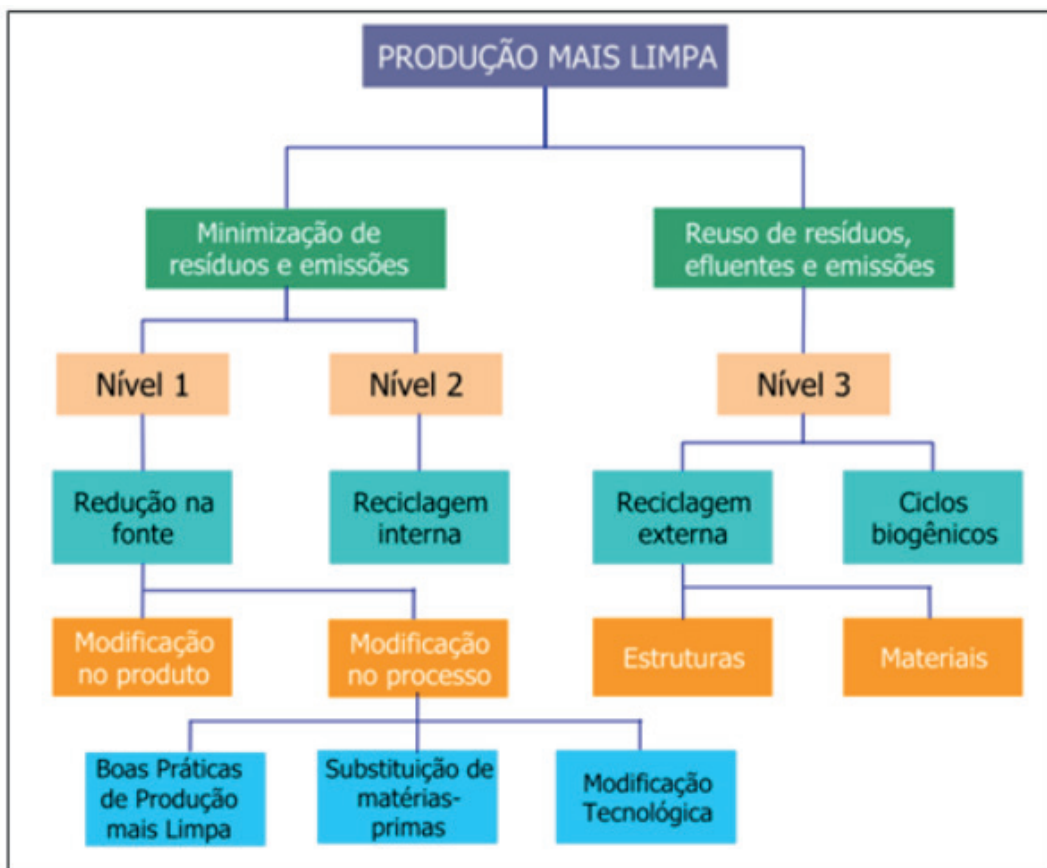 PRODUÇÃO MAIS LIMPA
Minimização de
resíduos e emissões
Reuso de resíduos,
efluentes e emissões
Nível 1
Nível 2
Nível 3
Redução na
fonte
Reciclagem
interna
Reciclagem
externa
Ciclos
biogênicos
Modificação
no produto
Modificação
no processo
Estruturas
Materiais
Boas Práticas
de Produção
mais Limpa
Substituição de
matérias-
primas
Modificação
Tecnológica